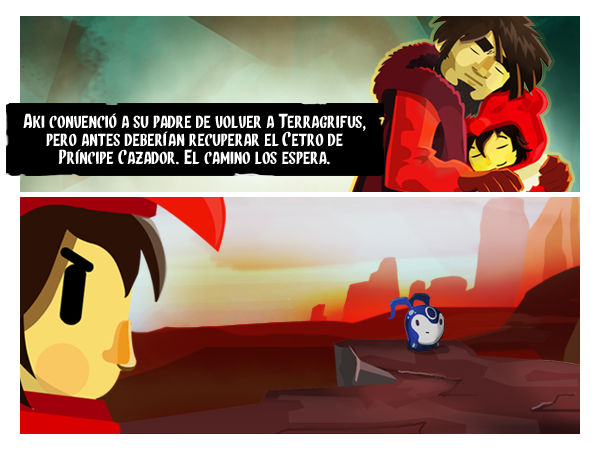 Aki convenció a su padre de volver a Terragrifus,
pero antes deberían recuperar el Cetro de
Príncipe Cazador. El camino los espera.